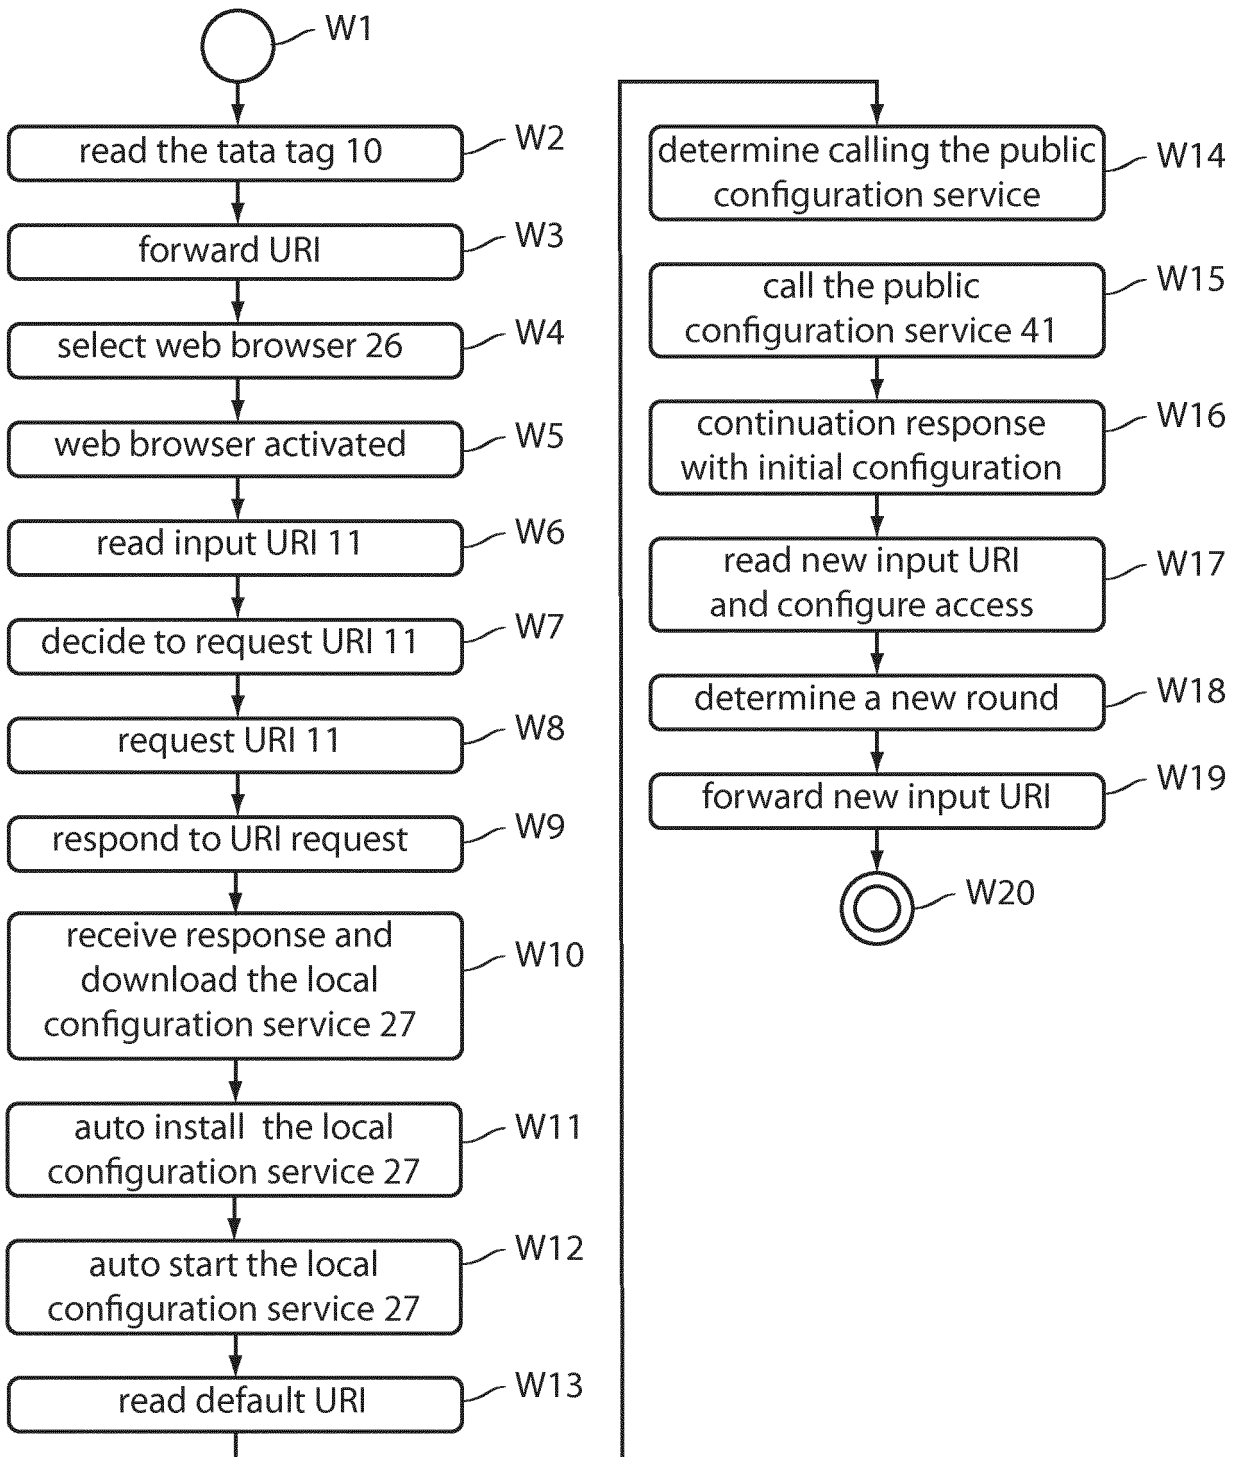 W1
read the tata tag 10
W2
forward URI
W3
select web browser 26
W4
web browser activated
W5
read input URI 11
W6
decide to request URI 11
W7
request URI 11
W8
respond to URI request
W9
receive response and
download the local
configuration service 27
W10
auto install the local
configuration service 27
W11
auto start the local
configuration service 27
W12
read default URI
W13
determine calling the public
configuration service
W14
call the public
configuration service 41
W15
continuation response
with initial configuration
W16
read new input URI
and configure access
W17
determine a new round
W18
forward new input URI
W19
W20